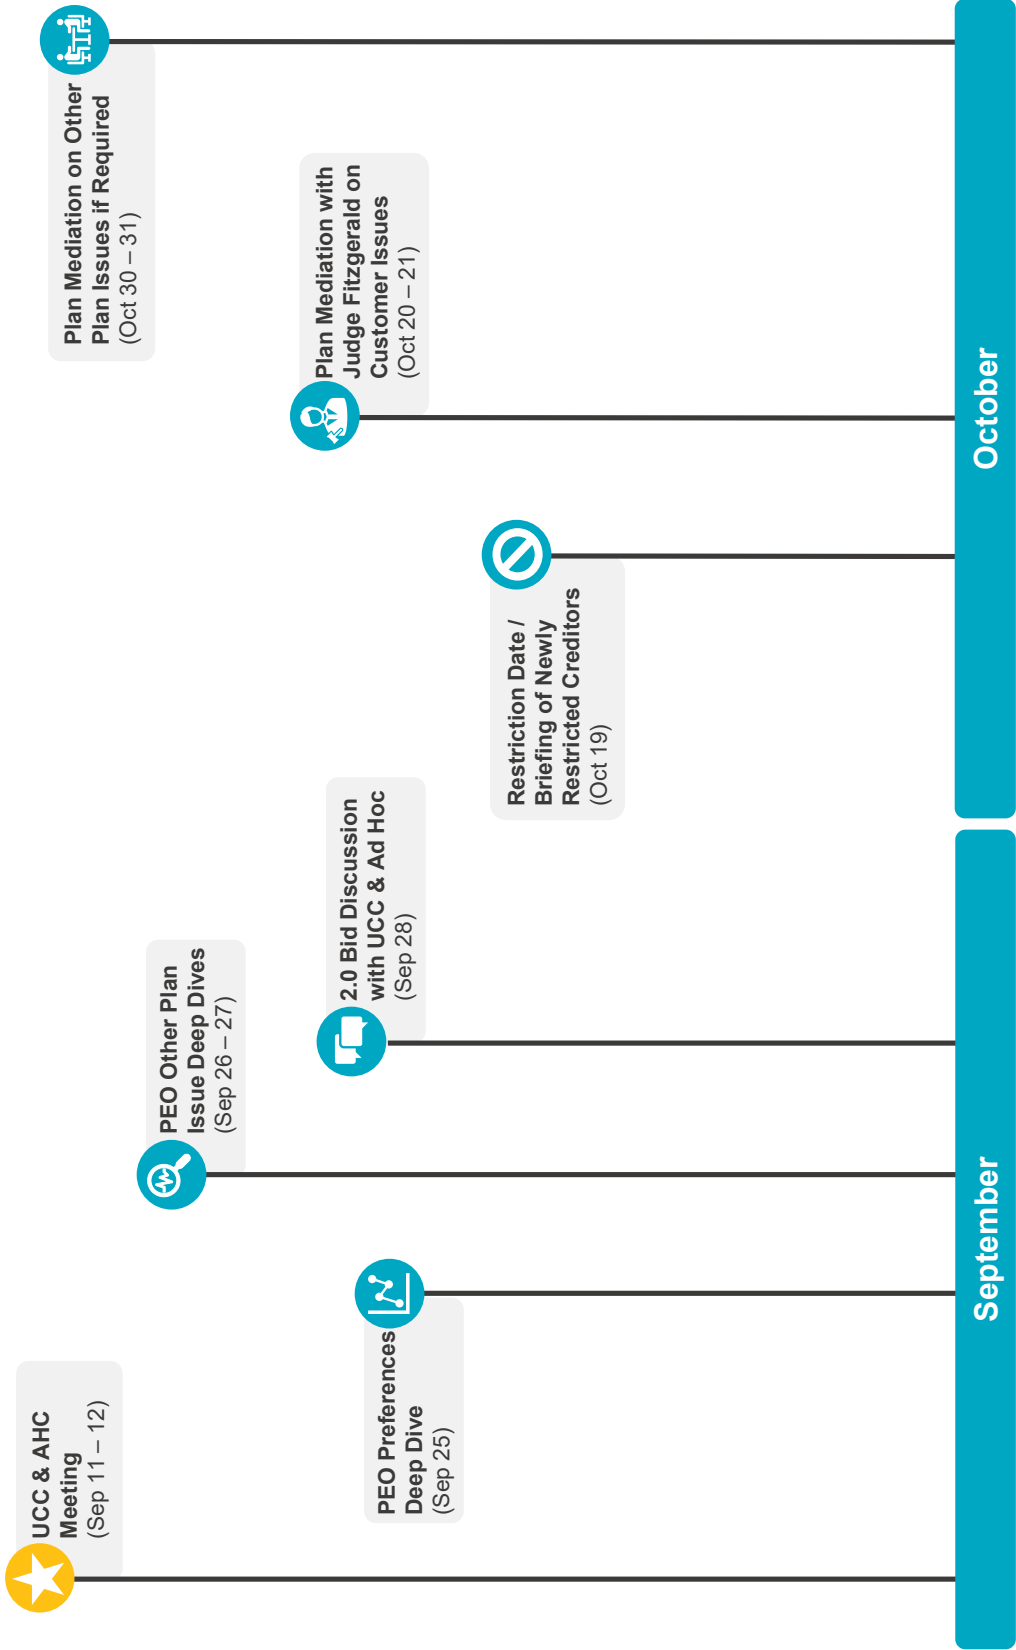 UCC & AHC
Meeting
(Sep 11 – 12)
PEO Preferences
Deep Dive
(Sep 25)
PEO Other Plan
Issue Deep Dives
(Sep 26 – 27)
2.0 Bid Discussion
with UCC & Ad Hoc
(Sep 28)
Restriction Date /
Briefing of Newly
Restricted Creditors
(Oct 19)
Plan Mediation with
Judge Fitzgerald on
Customer Issues
(Oct 20 – 21)
Plan Mediation on Other
Plan Issues if Required
(Oct 30 – 31)
September
October